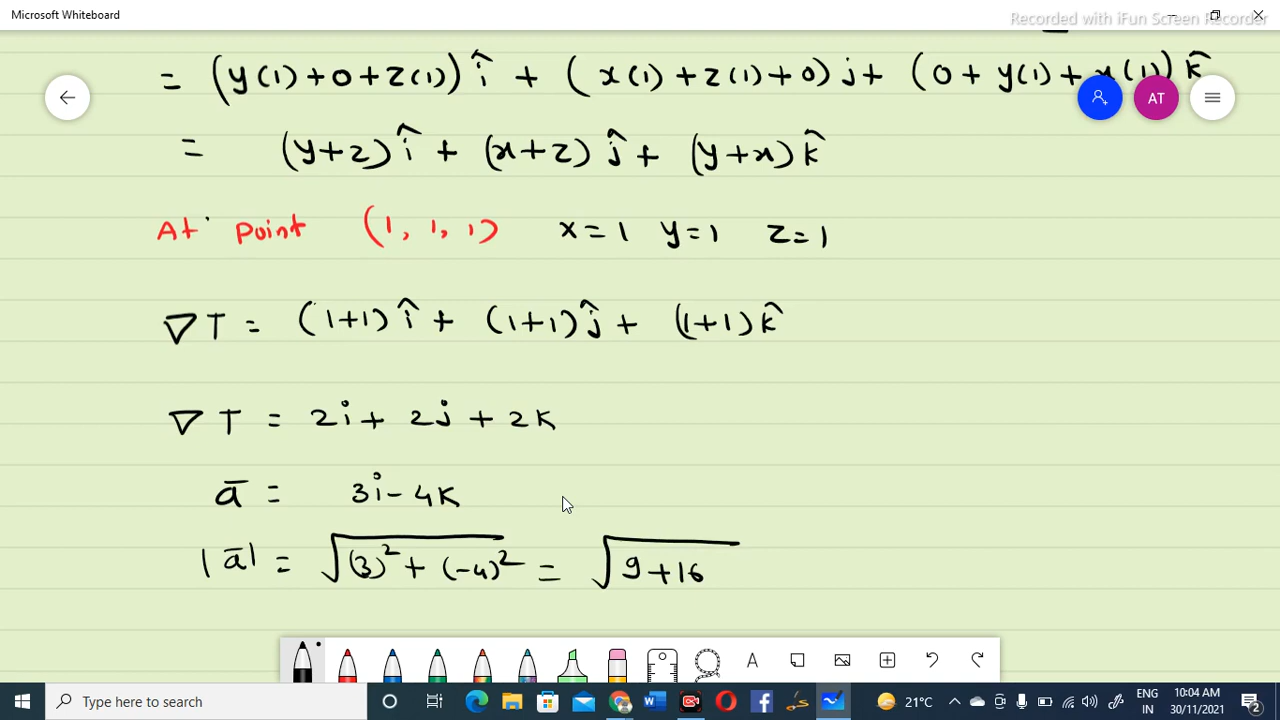 Microsoft Whiteboard
Recorded with iFun Screen Recorder
= (y(1)+0+z(1)) î + (x(1)+z(1)+0) j + (0+y(1)+x(1)) k̂
= (y+z) î + (x+z) ĵ + (y+x) k̂
At Point (1, 1, 1) x=1 y=1 z=1
∇T = (1+1) î + (1+1) ĵ + (1+1) k̂
∇T = 2i + 2j + 2k
a̅ = 3i - 4k
|a̅| = √(3)² + (-4)² = √9+16
AT
A
Type here to search
21°C
ENG
IN
10:04 AM
30/11/2021
2